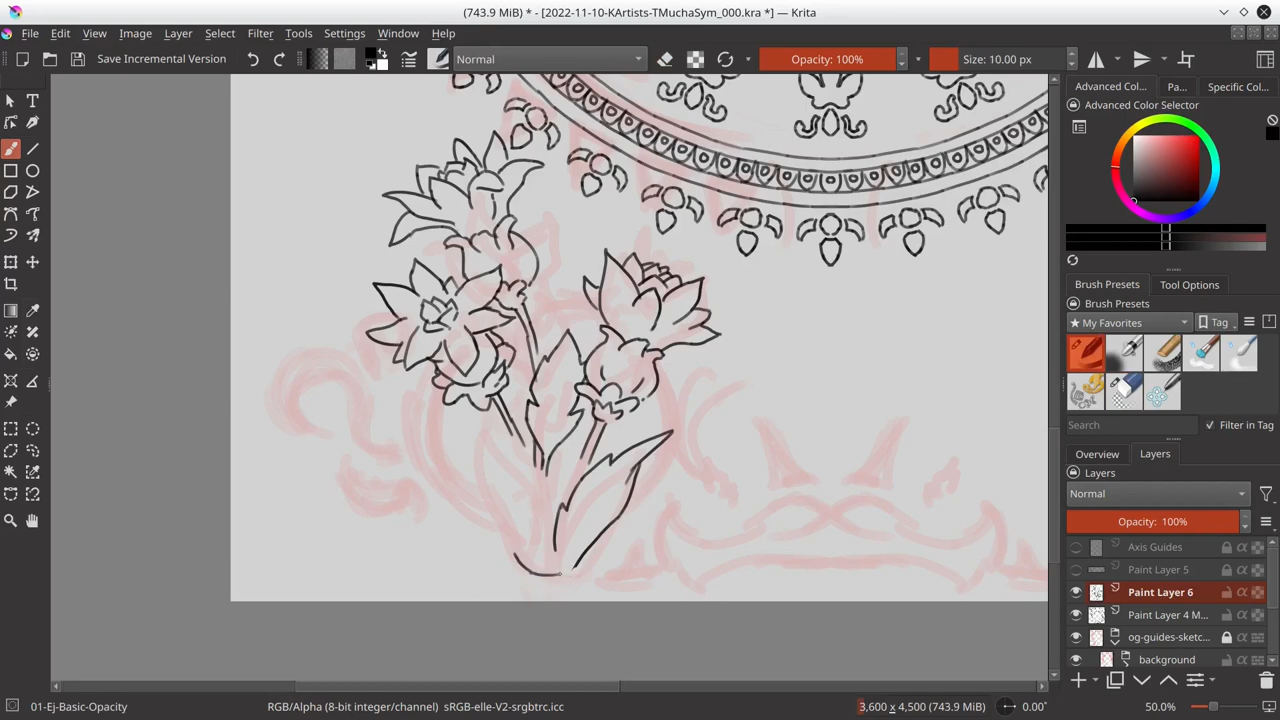 (743.9 MiB) * - [2022-11-10-KArtists-TMuchaSym_000.kra *] — Krita
File Edit View Image Layer Select Filter Tools Settings Window Help
Save Incremental Version Normal Opacity: 100% Size: 10.00 px
Advanced Col... Pa... Specific Col...
Advanced Color Selector
Brush Presets Tool Options
Brush Presets
★ My Favorites Tag
Search Filter in Tag
Overview Layers
Layers
Normal
Opacity: 100%
Axis Guides
Paint Layer 5
Paint Layer 6
Paint Layer 4 M...
og-guides-sketc...
background
01-Ej-Basic-Opacity RGB/Alpha (8-bit integer/channel) sRGB-elle-V2-srgbtrc.icc 3,600 x 4,500 (743.9 MiB) 0.00° 50.0%